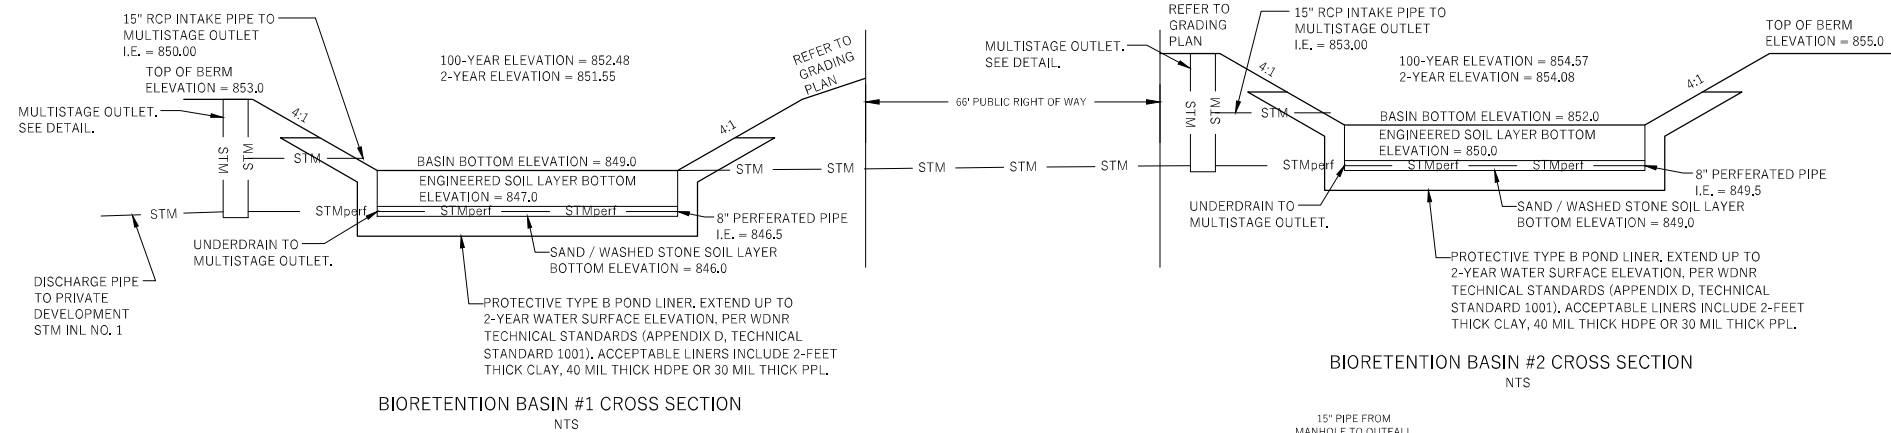 15" RCP INTAKE PIPE TO
MULTISTAGE OUTLET
I.E. = 850.00
TOP OF BERM
ELEVATION = 853.0
MULTISTAGE OUTLET.
SEE DETAIL.
4:1
100-YEAR ELEVATION = 852.48
2-YEAR ELEVATION = 851.55
REFER TO
GRADING
PLAN
4:1
STM
STM
STM
BASIN BOTTOM ELEVATION = 849.0
ENGINEERED SOIL LAYER BOTTOM
ELEVATION = 847.0
STM
STM
STM
STM
STM
STM
STMperf
STMperf
STMperf
8" PERFERATED PIPE
I.E. = 846.5
UNDERDRAIN TO
MULTISTAGE OUTLET.
SAND / WASHED STONE SOIL LAYER
BOTTOM ELEVATION = 846.0
DISCHARGE PIPE
TO PRIVATE
DEVELOPMENT
STM INL NO. 1
PROTECTIVE TYPE B POND LINER. EXTEND UP TO
2-YEAR WATER SURFACE ELEVATION, PER WDNR
TECHNICAL STANDARDS (APPENDIX D, TECHNICAL
STANDARD 1001). ACCEPTABLE LINERS INCLUDE 2-FEET
THICK CLAY, 40 MIL THICK HDPE OR 30 MIL THICK PPL.
BIORETENTION BASIN #1 CROSS SECTION
NTS
66' PUBLIC RIGHT OF WAY
REFER TO
GRADING
PLAN
15" RCP INTAKE PIPE TO
MULTISTAGE OUTLET
I.E. = 853.00
MULTISTAGE OUTLET.
SEE DETAIL.
4:1
100-YEAR ELEVATION = 854.57
2-YEAR ELEVATION = 854.08
TOP OF BERM
ELEVATION = 855.0
4:1
STM
STM
STM
BASIN BOTTOM ELEVATION = 852.0
ENGINEERED SOIL LAYER BOTTOM
ELEVATION = 850.0
STMperf
STMperf
STMperf
8" PERFERATED PIPE
I.E. = 849.5
UNDERDRAIN TO
MULTISTAGE OUTLET.
SAND / WASHED STONE SOIL LAYER
BOTTOM ELEVATION = 849.0
PROTECTIVE TYPE B POND LINER. EXTEND UP TO
2-YEAR WATER SURFACE ELEVATION, PER WDNR
TECHNICAL STANDARDS (APPENDIX D, TECHNICAL
STANDARD 1001). ACCEPTABLE LINERS INCLUDE 2-FEET
THICK CLAY, 40 MIL THICK HDPE OR 30 MIL THICK PPL.
BIORETENTION BASIN #2 CROSS SECTION
NTS
15" PIPE FROM
MANHOLE TO OUTFALL